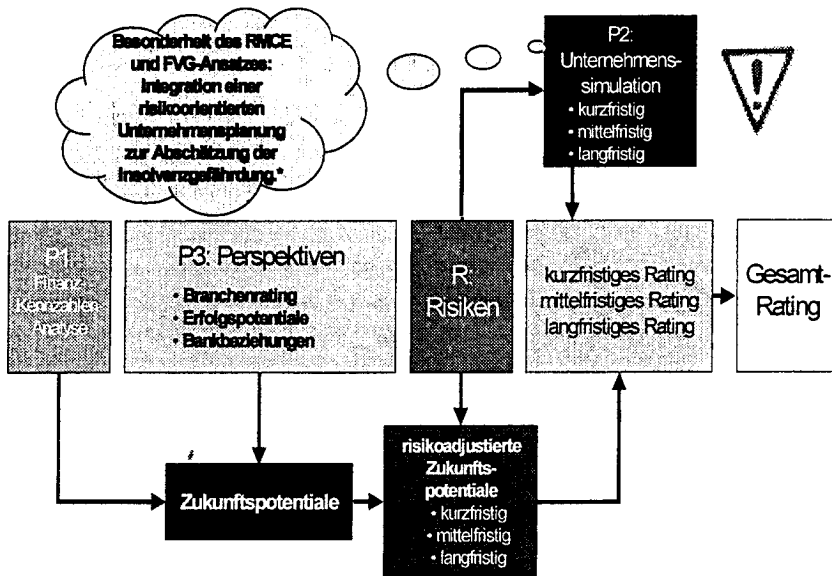 Besonderheit des RMCE
und FVG-Ansatzes:
Integration einer
risikoorientierten
Unternehmensplanung
zur Abschätzung der
Insolvenzgefährdung.*
P2:
Unternehmens-
simulation
• kurzfristig
• mittelfristig
• langfristig
!
P1:
Finanz-
Kennzahlen-
Analyse
P3: Perspektiven
• Branchenrating
• Erfolgspotentiale
• Bankbeziehungen
R:
Risiken
kurzfristiges Rating
mittelfristiges Rating
langfristiges Rating
Gesamt-
Rating
Zukunftspotentiale
risikoadjustierte
Zukunfts-
potentiale
• kurzfristig
• mittelfristig
• langfristig